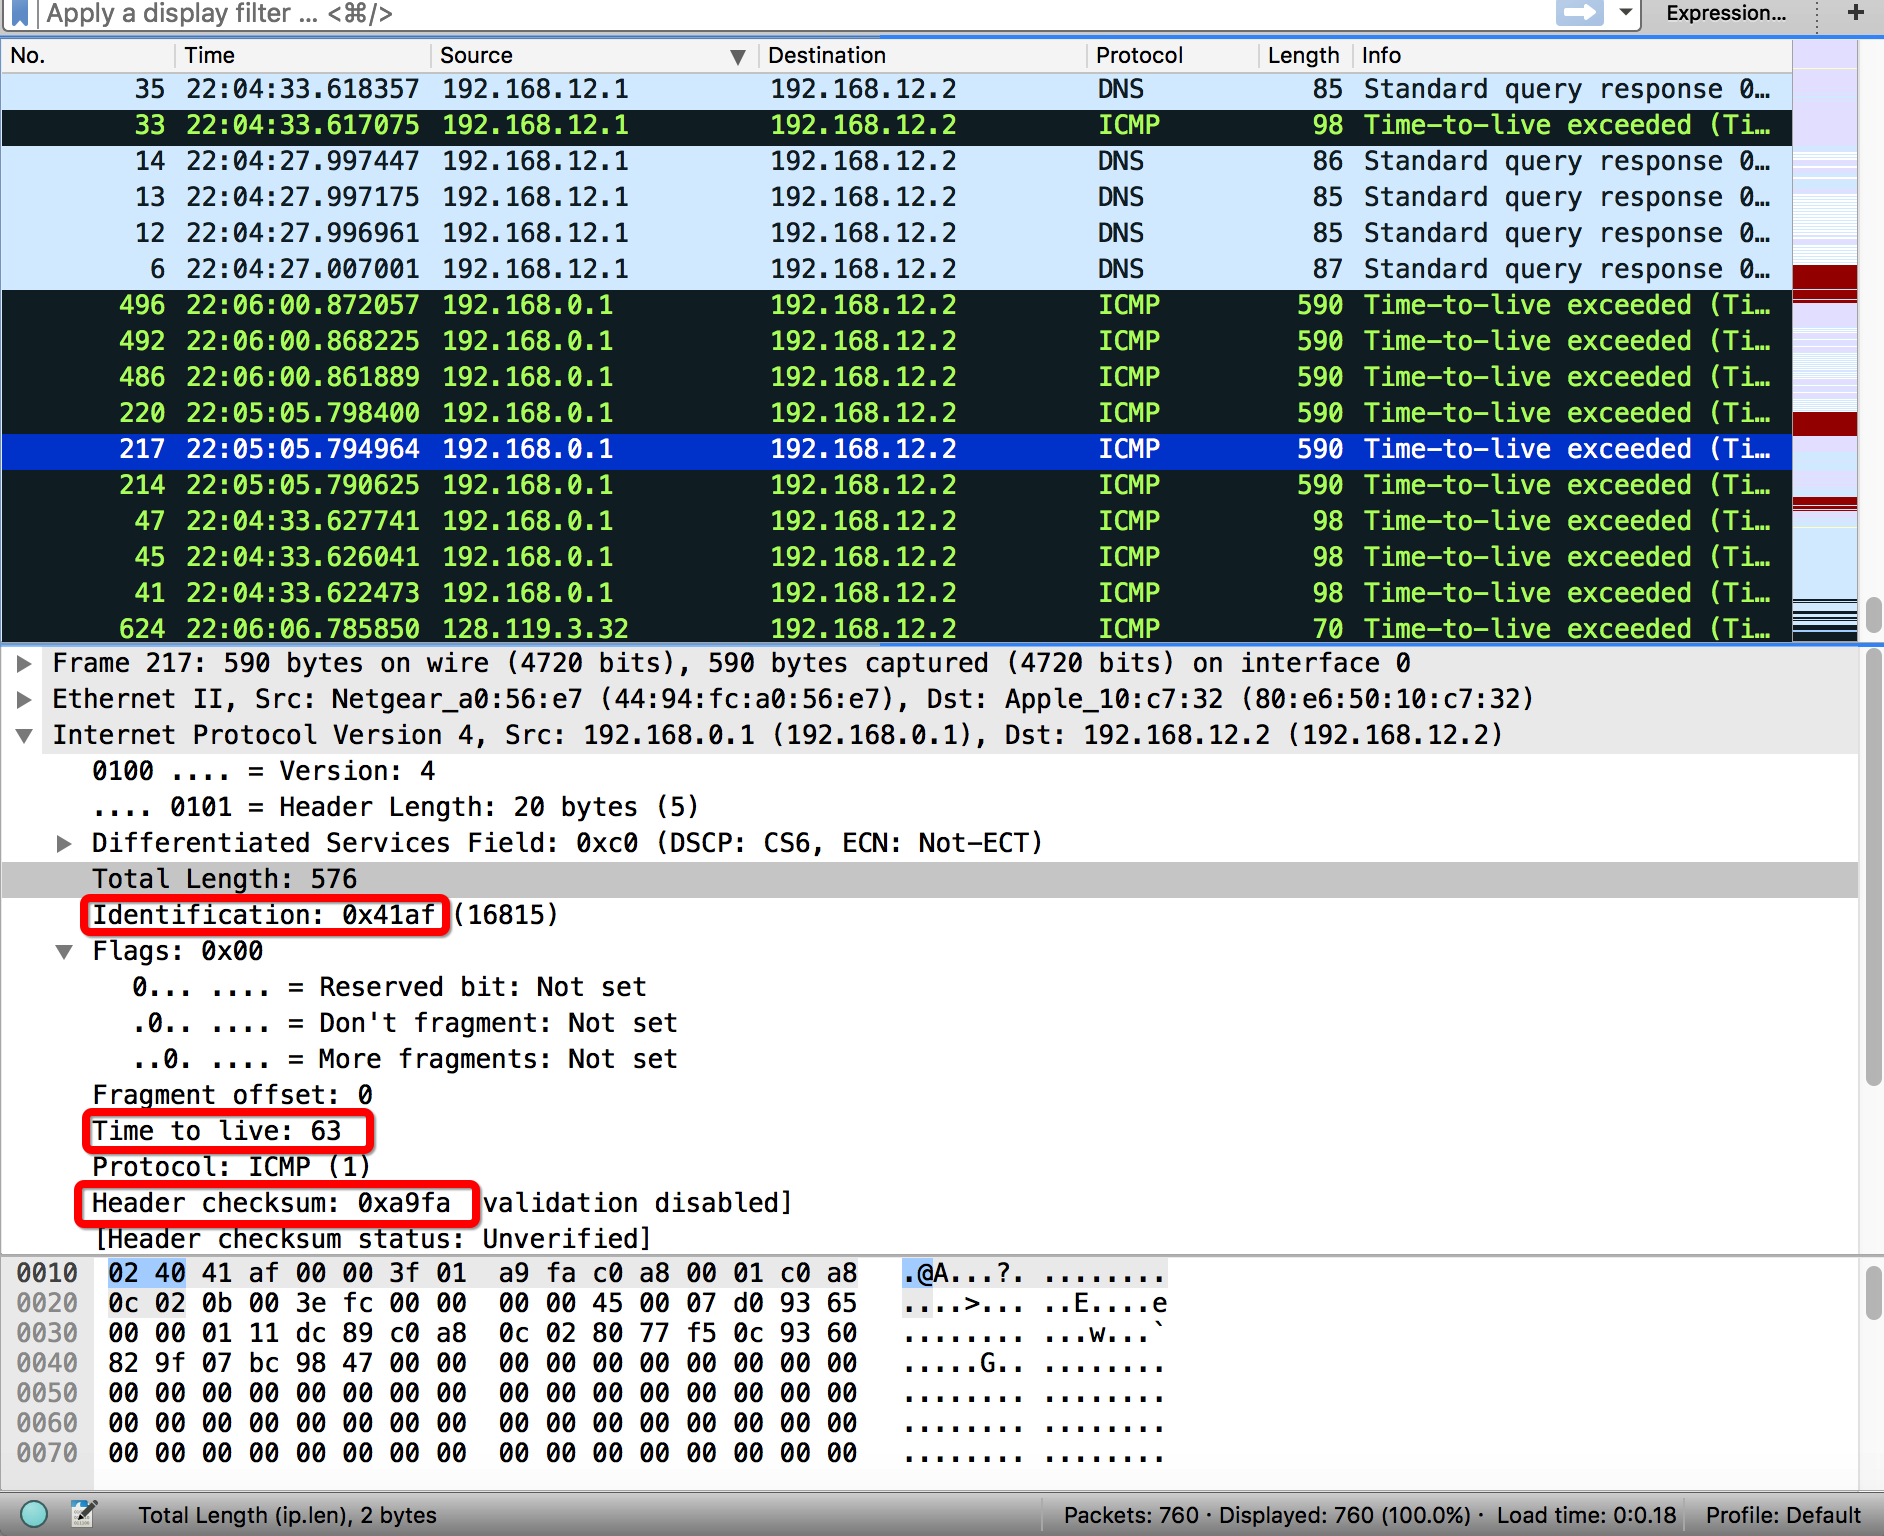 Apply a display filter ... <⌘/> Expression... +
No. Time Source Destination Protocol Length Info
35 22:04:33.618357 192.168.12.1 192.168.12.2 DNS 85 Standard query response 0…
33 22:04:33.617075 192.168.12.1 192.168.12.2 ICMP 98 Time-to-live exceeded (Ti…
14 22:04:27.997447 192.168.12.1 192.168.12.2 DNS 86 Standard query response 0…
13 22:04:27.997175 192.168.12.1 192.168.12.2 DNS 85 Standard query response 0…
12 22:04:27.996961 192.168.12.1 192.168.12.2 DNS 85 Standard query response 0…
6 22:04:27.007001 192.168.12.1 192.168.12.2 DNS 87 Standard query response 0…
496 22:06:00.872057 192.168.0.1 192.168.12.2 ICMP 590 Time-to-live exceeded (Ti…
492 22:06:00.868225 192.168.0.1 192.168.12.2 ICMP 590 Time-to-live exceeded (Ti…
486 22:06:00.861889 192.168.0.1 192.168.12.2 ICMP 590 Time-to-live exceeded (Ti…
220 22:05:05.798400 192.168.0.1 192.168.12.2 ICMP 590 Time-to-live exceeded (Ti…
217 22:05:05.794964 192.168.0.1 192.168.12.2 ICMP 590 Time-to-live exceeded (Ti…
214 22:05:05.790625 192.168.0.1 192.168.12.2 ICMP 590 Time-to-live exceeded (Ti…
47 22:04:33.627741 192.168.0.1 192.168.12.2 ICMP 98 Time-to-live exceeded (Ti…
45 22:04:33.626041 192.168.0.1 192.168.12.2 ICMP 98 Time-to-live exceeded (Ti…
41 22:04:33.622473 192.168.0.1 192.168.12.2 ICMP 98 Time-to-live exceeded (Ti…
624 22:06:06.785850 128.119.3.32 192.168.12.2 ICMP 70 Time-to-live exceeded (Ti…
Frame 217: 590 bytes on wire (4720 bits), 590 bytes captured (4720 bits) on interface 0
Ethernet II, Src: Netgear_a0:56:e7 (44:94:fc:a0:56:e7), Dst: Apple_10:c7:32 (80:e6:50:10:c7:32)
Internet Protocol Version 4, Src: 192.168.0.1 (192.168.0.1), Dst: 192.168.12.2 (192.168.12.2)
0100 .... = Version: 4
.... 0101 = Header Length: 20 bytes (5)
Differentiated Services Field: 0xc0 (DSCP: CS6, ECN: Not-ECT)
Total Length: 576
Identification: 0x41af (16815)
Flags: 0x00
0... .... = Reserved bit: Not set
.0.. .... = Don't fragment: Not set
..0. .... = More fragments: Not set
Fragment offset: 0
Time to live: 63
Protocol: ICMP (1)
Header checksum: 0xa9fa validation disabled]
[Header checksum status: Unverified]
0010 02 40 41 af 00 00 3f 01 a9 fa c0 a8 00 01 c0 a8 .@A...?. ........
0020 0c 02 0b 00 3e fc 00 00 00 00 45 00 07 d0 93 65 ....>... ..E....e
0030 00 00 01 11 dc 89 c0 a8 0c 02 80 77 f5 0c 93 60 ........ ...w...`
0040 82 9f 07 bc 98 47 00 00 00 00 00 00 00 00 00 00 .....G.. ........
0050 00 00 00 00 00 00 00 00 00 00 00 00 00 00 00 00 ........ ........
0060 00 00 00 00 00 00 00 00 00 00 00 00 00 00 00 00 ........ ........
0070 00 00 00 00 00 00 00 00 00 00 00 00 00 00 00 00 ........ ........
Total Length (ip.len), 2 bytes Packets: 760 · Displayed: 760 (100.0%) · Load time: 0:0.18 Profile: Default